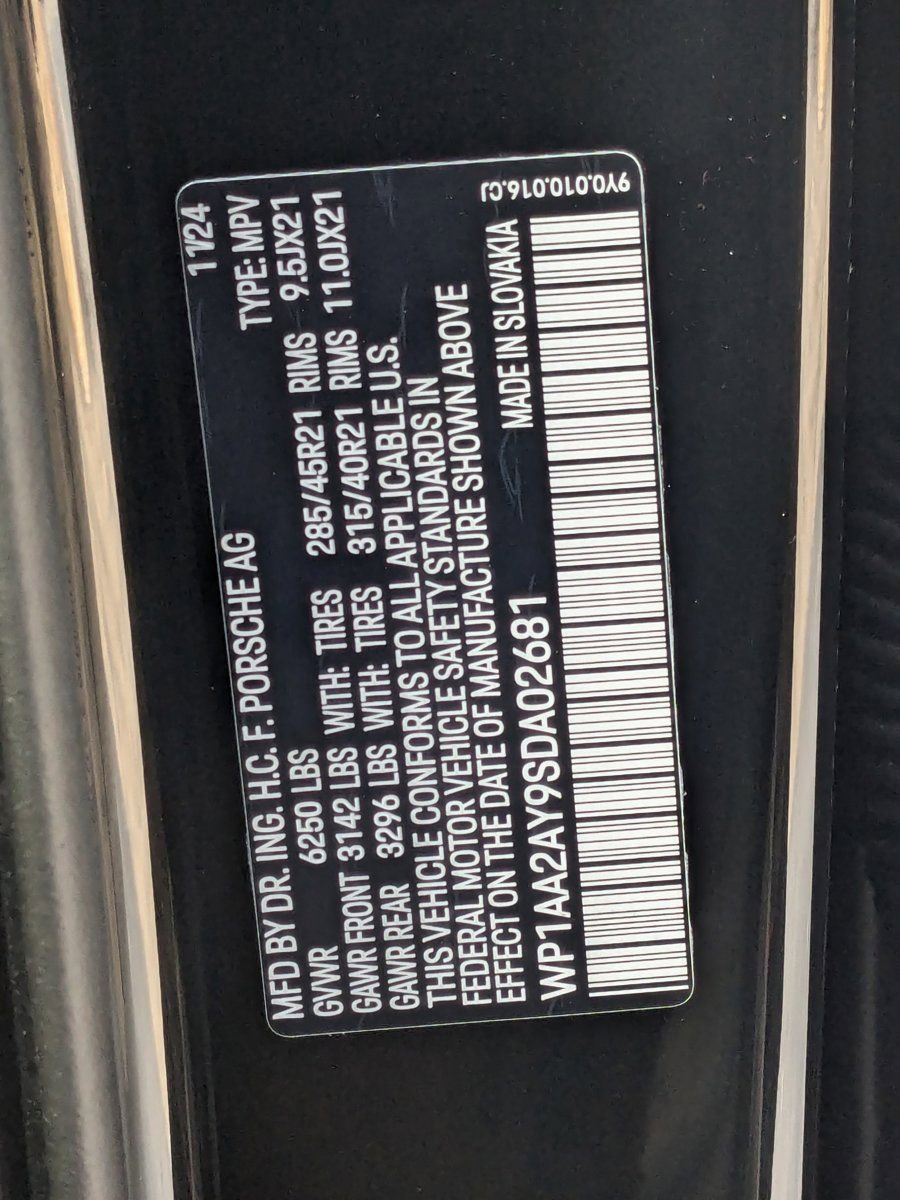 MFD BY DR. ING. H.C. F. PORSCHE AG 11/24
GVWR 6250 LBS TYPE: MPV
GAWR FRONT 3142 LBS WITH: TIRES 285/45R21 RIMS 9.5JX21
GAWR REAR 3296 LBS WITH: TIRES 315/40R21 RIMS 11.0JX21
THIS VEHICLE CONFORMS TO ALL APPLICABLE U.S.
FEDERAL MOTOR VEHICLE SAFETY STANDARDS IN
EFFECT ON THE DATE OF MANUFACTURE SHOWN ABOVE
WP1AA2AY9SDA02681 MADE IN SLOVAKIA
9Y0.010.016.CJ